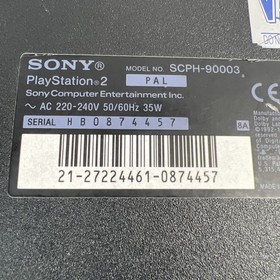 SONY® MODEL NO. SCPH-90003
PlayStation®2 PAL
Sony Computer Entertainment Inc.
~ AC 220-240V 50/60Hz 35W
SERIAL HB0874457
BA
21-27224461-0874457